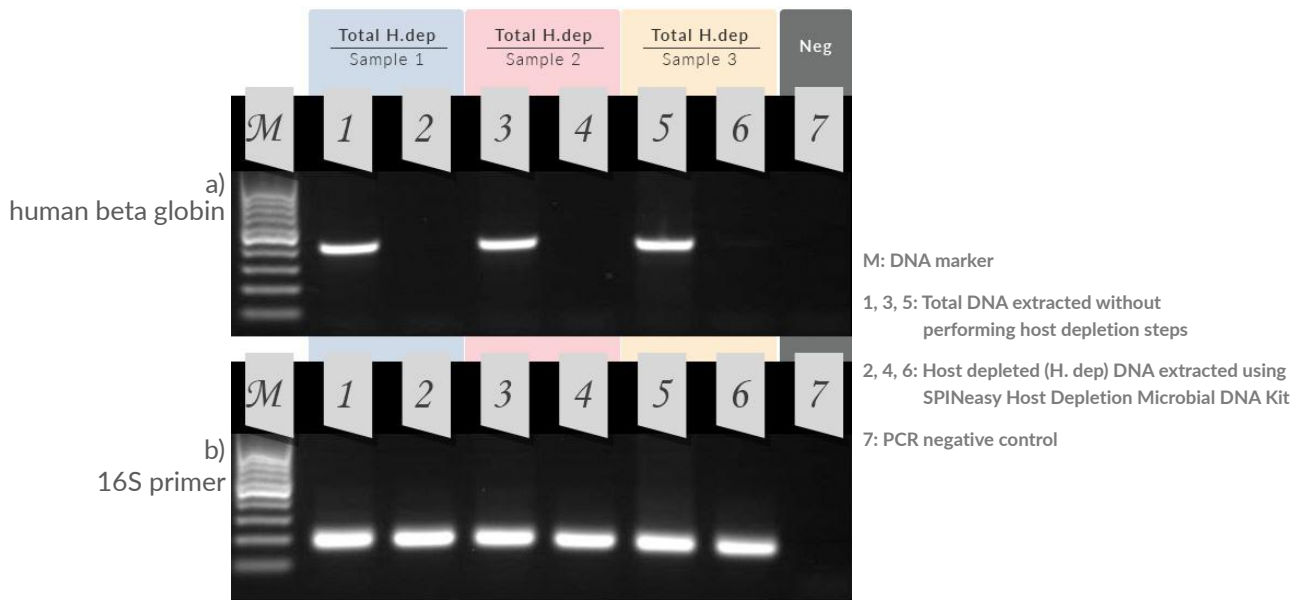 Total H.dep
Sample 1
Total H.dep
Sample 2
Total H.dep
Sample 3
Neg
M 1 2 3 4 5 6 7
a)
human beta globin
M: DNA marker
1, 3, 5: Total DNA extracted without
performing host depletion steps
2, 4, 6: Host depleted (H. dep) DNA extracted using
SPINeasy Host Depletion Microbial DNA Kit
7: PCR negative control
M 1 2 3 4 5 6 7
b)
16S primer